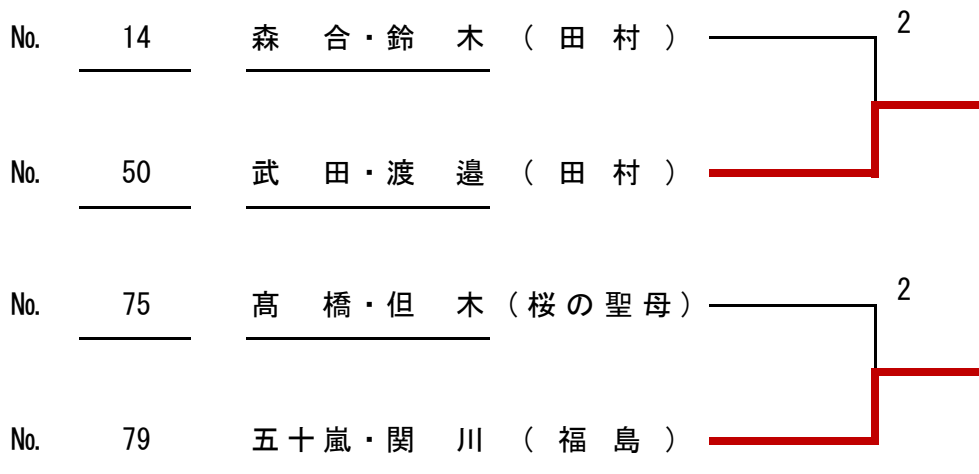 No. 14 森 合・鈴 木 ( 田 村 ) 2
No. 50 武 田・渡 邉 ( 田 村 )
No. 75 髙 橋・但 木 (桜の聖母) 2
No. 79 五十嵐・関 川 ( 福 島 )